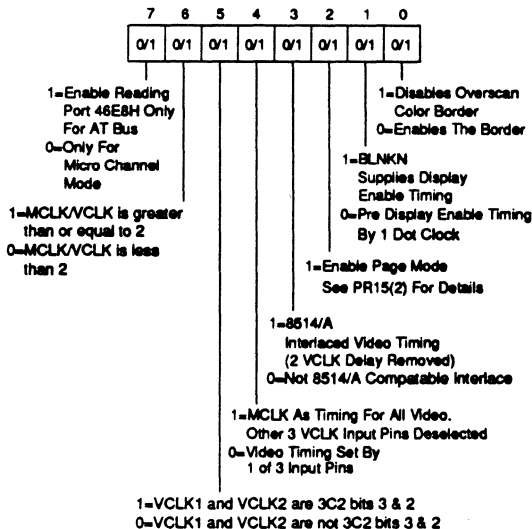 7 6 5 4 3 2 1 0
0/1 0/1 0/1 0/1 0/1 0/1 0/1 0/1
1=Enable Reading
Port 46E8H Only
For AT Bus
0=Only For
Micro Channel
Mode
1=Disables Overscan
Color Border
0=Enables The Border
1=BLNKN
Supplies Display
Enable Timing
0=Pre Display Enable Timing
By 1 Dot Clock
1=MCLK/VCLK is greater
than or equal to 2
0=MCLK/VCLK is less
than 2
1=Enable Page Mode
See PR15(2) For Details
1=8514/A
Interlaced Video Timing
(2 VCLK Delay Removed)
0=Not 8514/A Compatable Interlace
1=MCLK As Timing For All Video.
Other 3 VCLK Input Pins Deselected
0=Video Timing Set By
1 of 3 Input Pins
1=VCLK1 and VCLK2 are 3C2 bits 3 & 2
0=VCLK1 and VCLK2 are not 3C2 bits 3 & 2